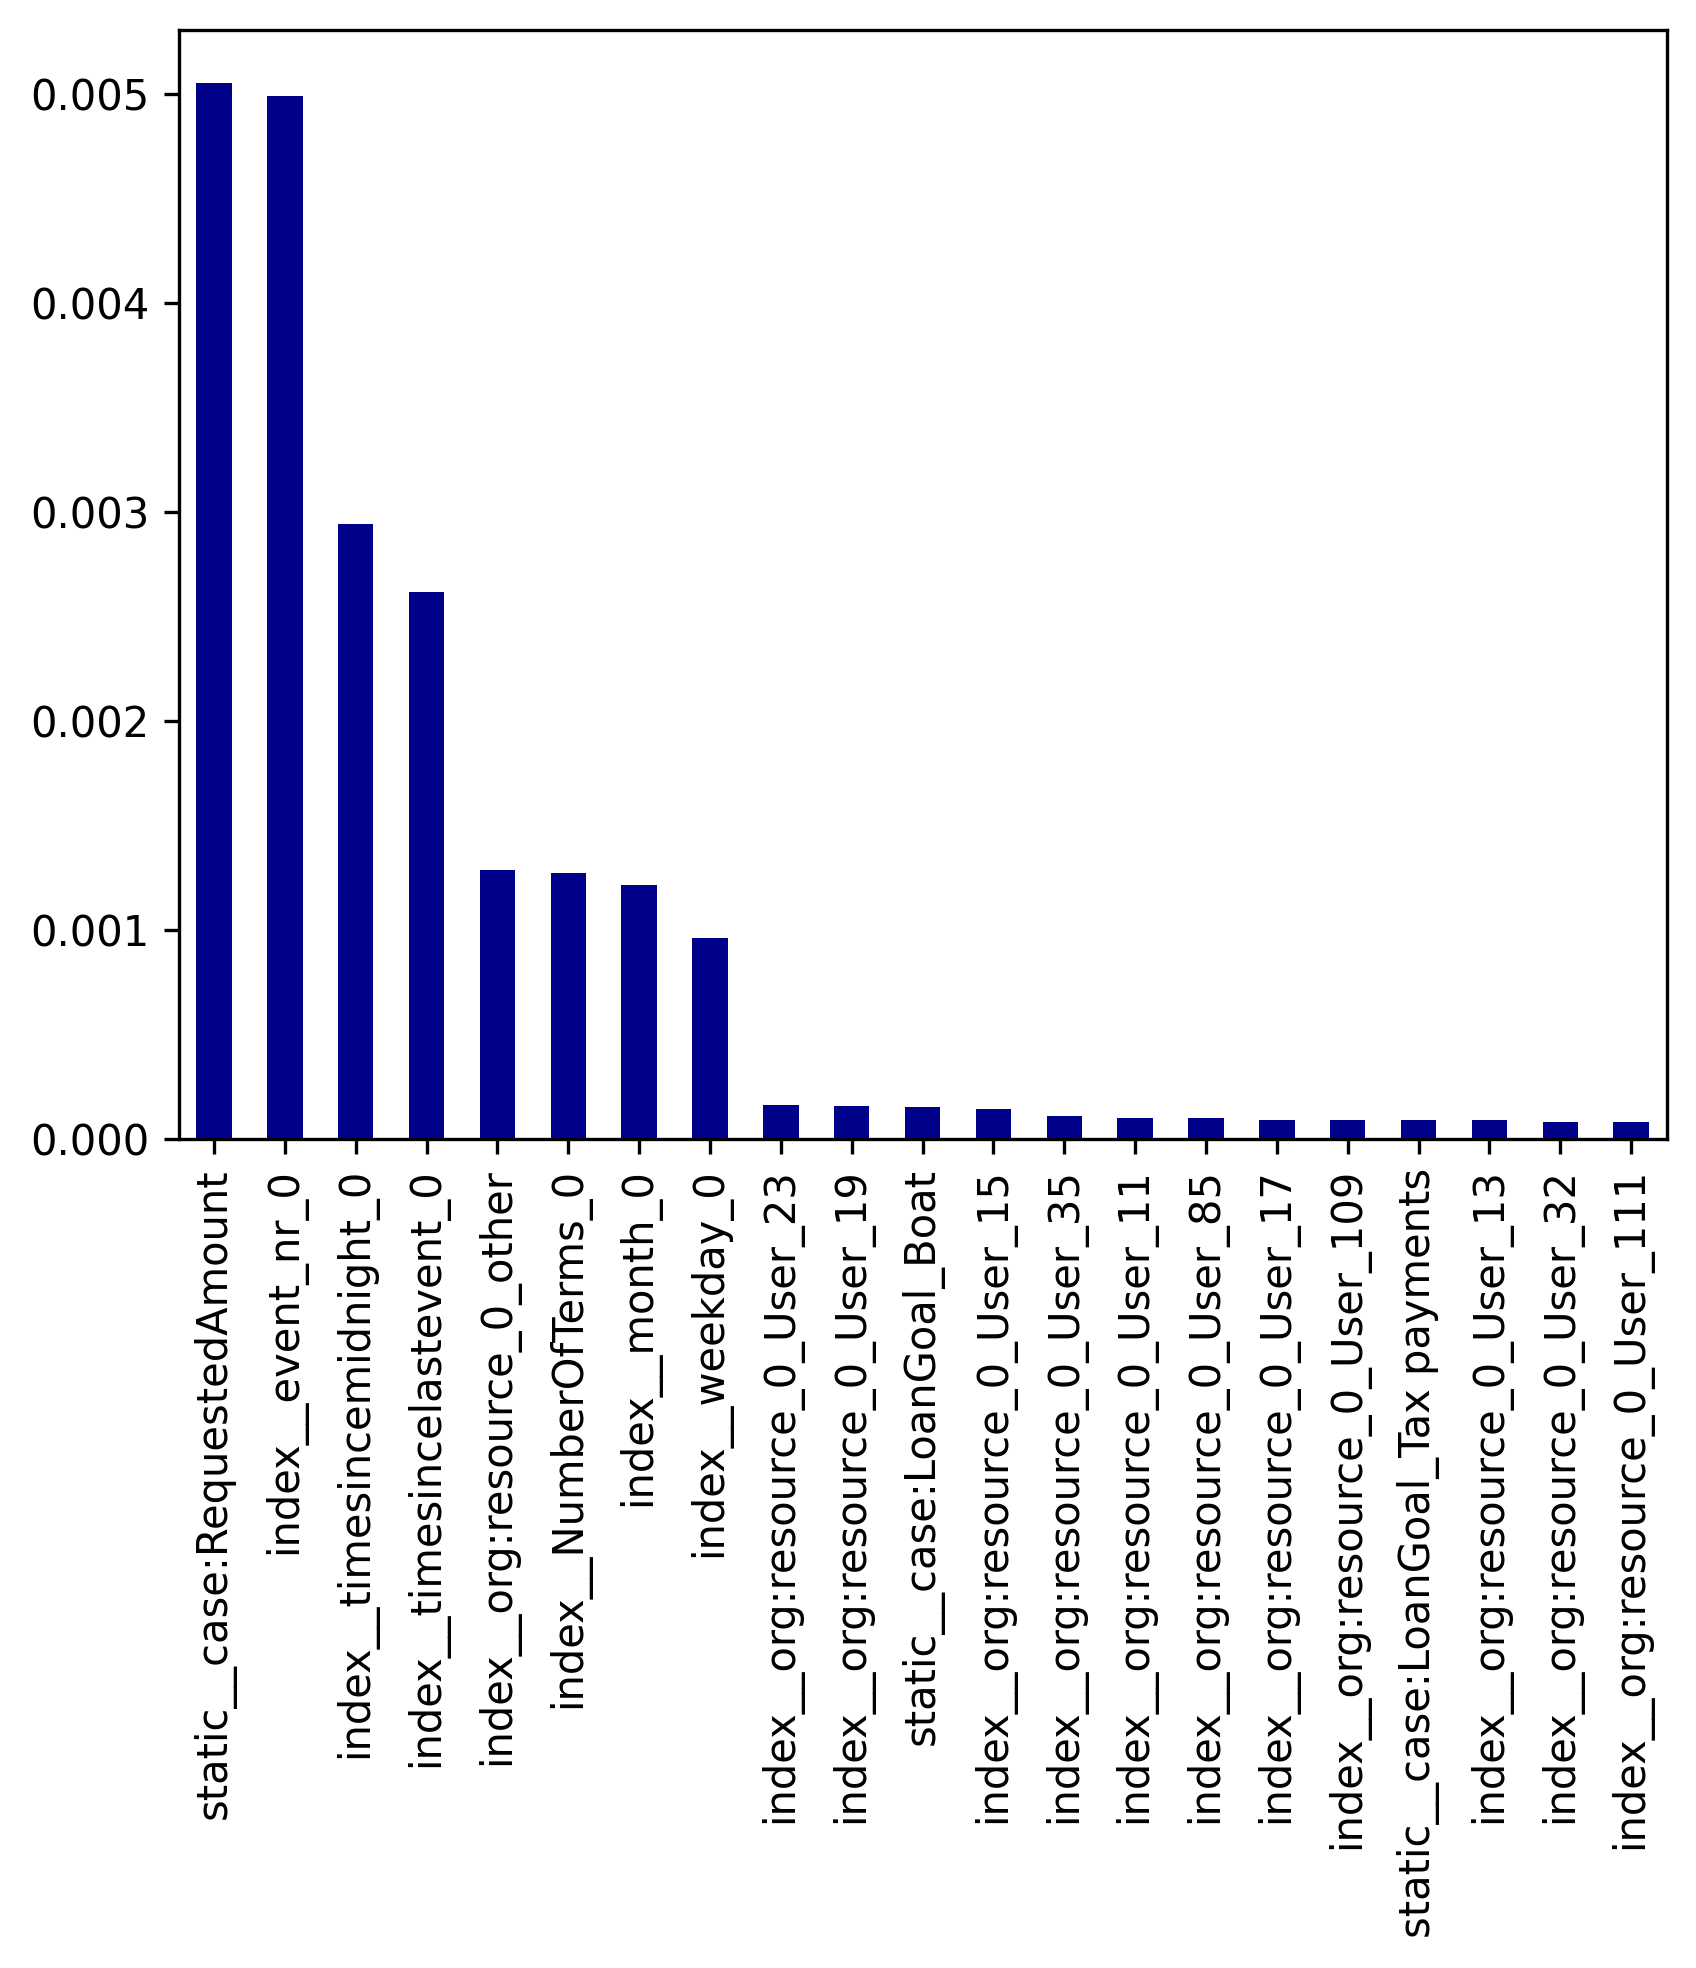 0.005
0.004
0.003
0.002
0.001
0.000
static__case:RequestedAmount
index__event_nr_0
index__timesincemidnight_0
index__timesincelastevent_0
index__org:resource_0_other
index__NumberOfTerms_0
index__month_0
index__weekday_0
index__org:resource_0_User_23
index__org:resource_0_User_19
static__case:LoanGoal_Boat
index__org:resource_0_User_15
index__org:resource_0_User_35
index__org:resource_0_User_11
index__org:resource_0_User_85
index__org:resource_0_User_17
index__org:resource_0_User_109
static__case:LoanGoal_Tax payments
index__org:resource_0_User_13
index__org:resource_0_User_32
index__org:resource_0_User_111